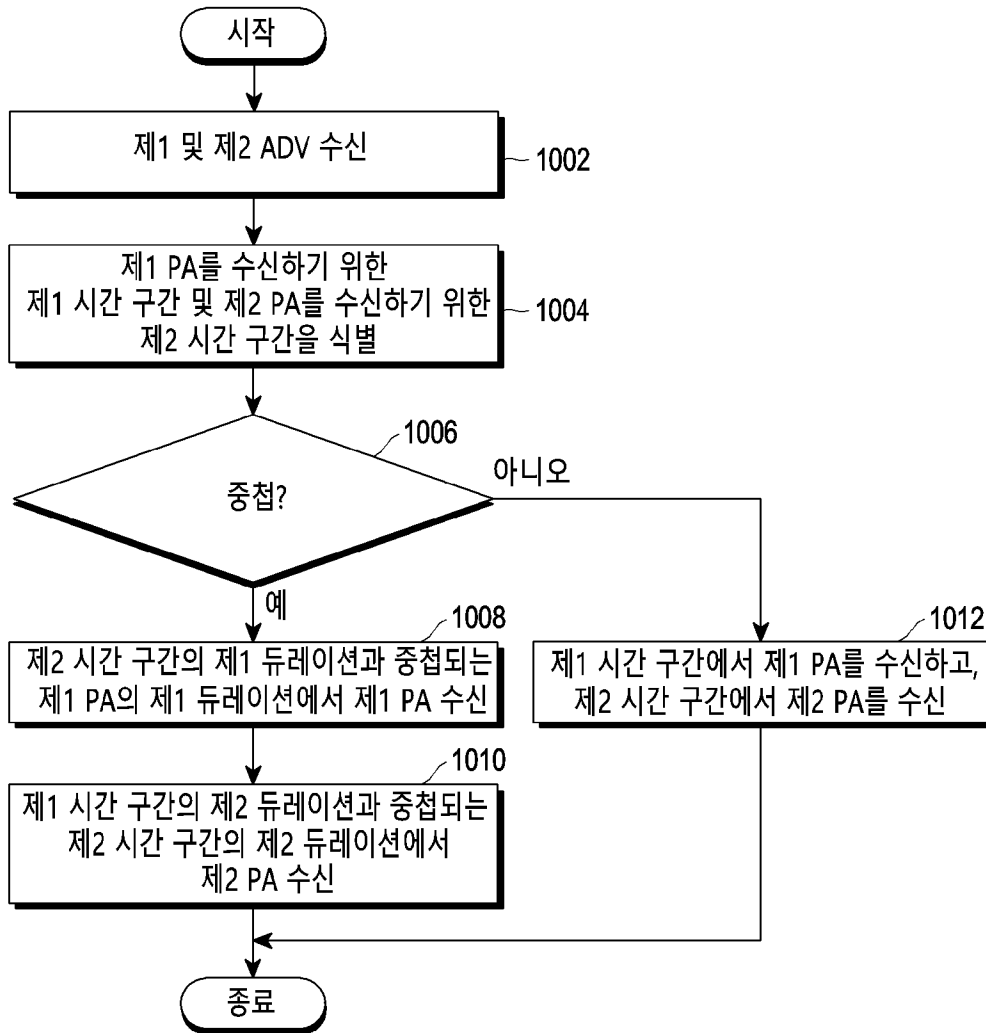 시작
제1 및 제2 ADV 수신
1002
제1 PA를 수신하기 위한
제1 시간 구간 및 제2 PA를 수신하기 위한
제2 시간 구간을 식별
1004
1006
중첩?
아니오
예
1008
제2 시간 구간의 제1 듀레이션과 중첩되는
제1 PA의 제1 듀레이션에서 제1 PA 수신
1012
제1 시간 구간에서 제1 PA를 수신하고,
제2 시간 구간에서 제2 PA를 수신
1010
제1 시간 구간의 제2 듀레이션과 중첩되는
제2 시간 구간의 제2 듀레이션에서
제2 PA 수신
종료